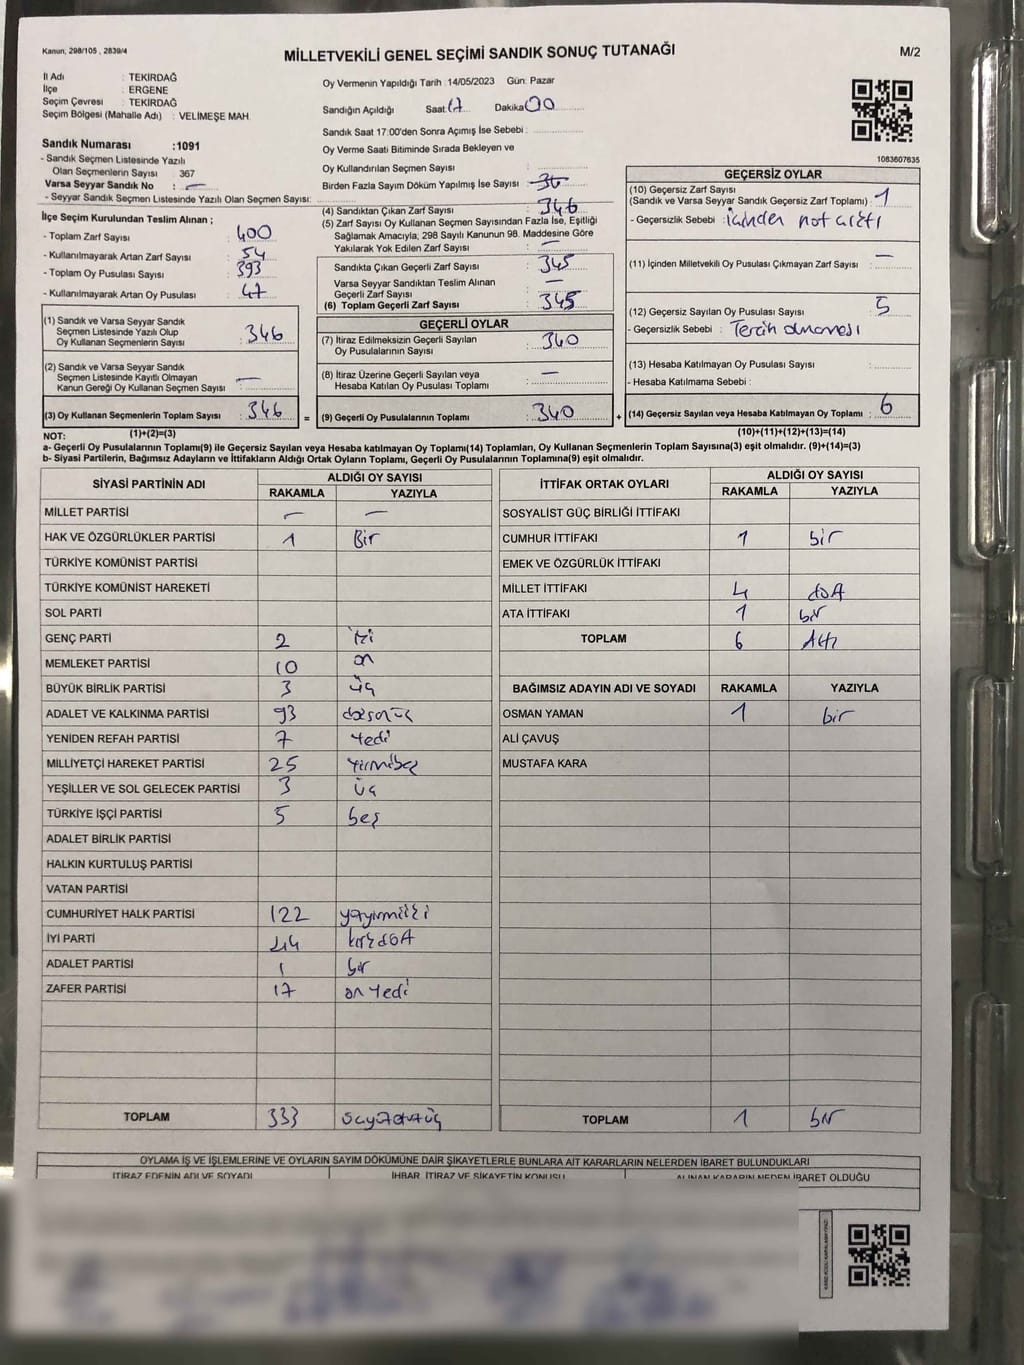 Kanun, 298/105 , 2839/4
MİLLETVEKİLİ GENEL SEÇİMİ SANDIK SONUÇ TUTANAĞI
M/2
İl Adı : TEKİRDAĞ
İlçe ERGENE
Seçim Çevresi : TEKİRDAĞ
Seçim Bölgesi (Mahalle Adı) : VELİMEŞE MAH.
Sandık Numarası :1091
- Sandık Seçmen Listesinde Yazılı
Olan Seçmenlerin Sayısı 367
Varsa Seyyar Sandık No : —
- Seyyar Sandık Seçmen Listesinde Yazılı Olan Seçmen Sayısı:
Oy Vermenin Yapıldığı Tarih :14/05/2023 Gün: Pazar
Sandığın Açıldığı Saat: 17 Dakika: 00
Sandık Saat 17:00'den Sonra Açımış İse Sebebi :
Oy Verme Saati Bitiminde Sırada Bekleyen ve
Oy Kullandırılan Seçmen Sayısı
Birden Fazla Sayım Döküm Yapılmış İse Sayısı
1083607635
İlçe Seçim Kurulundan Teslim Alınan ;
- Toplam Zarf Sayısı : 400
- Kullanılmayarak Artan Zarf Sayısı : 54
- Toplam Oy Pusulası Sayısı : 393
- Kullanılmayarak Artan Oy Pusulası : 47
(1) Sandık ve Varsa Seyyar Sandık
Seçmen Listesinde Yazılı Olup
Oy Kullanan Seçmenlerin Sayısı : 346
(2) Sandık ve Varsa Seyyar Sandık
Seçmen Listesinde Kayıtlı Olmayan
Kanun Gereği Oy Kullanan Seçmen Sayısı : —
(3) Oy Kullanan Seçmenlerin Toplam Sayısı : 346 =
(4) Sandıktan Çıkan Zarf Sayısı : 346
(5) Zarf Sayısı Oy Kullanan Seçmen Sayısından Fazla İse, Eşitliği
Sağlamak Amacıyla, 298 Sayılı Kanunun 98. Maddesine Göre
Yakılarak Yok Edilen Zarf Sayısı : —
Sandıkta Çıkan Geçerli Zarf Sayısı : 345
Varsa Seyyar Sandıktan Teslim Alınan
Geçerli Zarf Sayısı : —
(6) Toplam Geçerli Zarf Sayısı : 345
GEÇERLİ OYLAR
(7) İtiraz Edilmeksizin Geçerli Sayılan
Oy Pusulalarının Sayısı : 340
(8) İtiraz Üzerine Geçerli Sayılan veya
Hesaba Katılan Oy Pusulası Toplamı : —
(9) Geçerli Oy Pusulalarının Toplamı : 340 +
GEÇERSİZ OYLAR
(10) Geçersiz Zarf Sayısı
(Sandık ve Varsa Seyyar Sandık Geçersiz Zarf Toplamı) : 1
- Geçersizlik Sebebi : İçinden not çıktı
(11) İçinden Milletvekili Oy Pusulası Çıkmayan Zarf Sayısı : —
(12) Geçersiz Sayılan Oy Pusulası Sayısı : 5
- Geçersizlik Sebebi : Tercih olmaması
(13) Hesaba Katılmayan Oy Pusulası Sayısı :
- Hesaba Katılmama Sebebi :
(14) Geçersiz Sayılan veya Hesaba Katılmayan Oy Toplamı : 6
NOT: (1)+(2)=(3)
(10)+(11)+(12)+(13)=(14)
a- Geçerli Oy Pusulalarının Toplamı(9) ile Geçersiz Sayılan veya Hesaba katılmayan Oy Toplamı(14) Toplamları, Oy Kullanan Seçmenlerin Toplam Sayısına(3) eşit olmalıdır. (9)+(14)=(3)
b- Siyasi Partilerin, Bağımsız Adayların ve İttifakların Aldığı Ortak Oyların Toplamı, Geçerli Oy Pusulalarının Toplamına(9) eşit olmalıdır.
SİYASİ PARTİNİN ADI ALDIĞI OY SAYISI
RAKAMLA YAZIYLA
MİLLET PARTİSİ — —
HAK VE ÖZGÜRLÜKLER PARTİSİ 1 Bir
TÜRKİYE KOMÜNİST PARTİSİ
TÜRKİYE KOMÜNİST HAREKETİ
SOL PARTİ
GENÇ PARTİ 2 iki
MEMLEKET PARTİSİ 10 on
BÜYÜK BİRLİK PARTİSİ 3 üç
ADALET VE KALKINMA PARTİSİ 93 doksanüç
YENİDEN REFAH PARTİSİ 7 Yedi
MİLLİYETÇİ HAREKET PARTİSİ 25 Yirmibeş
YEŞİLLER VE SOL GELECEK PARTİSİ 3 üç
TÜRKİYE İŞÇİ PARTİSİ 5 beş
ADALET BİRLİK PARTİSİ
HALKIN KURTULUŞ PARTİSİ
VATAN PARTİSİ
CUMHURİYET HALK PARTİSİ 122 yüzyirmiiki
İYİ PARTİ 44 kırkdört
ADALET PARTİSİ 1 bir
ZAFER PARTİSİ 17 on Yedi
TOPLAM 333 üçyüzotuzüç
İTTİFAK ORTAK OYLARI ALDIĞI OY SAYISI
RAKAMLA YAZIYLA
SOSYALİST GÜÇ BİRLİĞİ İTTİFAKI
CUMHUR İTTİFAKI 1 bir
EMEK VE ÖZGÜRLÜK İTTİFAKI
MİLLET İTTİFAKI 4 dört
ATA İTTİFAKI 1 bir
TOPLAM 6 Altı
BAĞIMSIZ ADAYIN ADI VE SOYADI RAKAMLA YAZIYLA
OSMAN YAMAN 1 bir
ALİ ÇAVUŞ
MUSTAFA KARA
TOPLAM 1 bir
OYLAMA İŞ VE İŞLEMLERİNE VE OYLARIN SAYIM DÖKÜMÜNE DAİR ŞİKAYETLERLE BUNLARA AİT KARARLARIN NELERDEN İBARET BULUNDUKLARI
İTİRAZ EDENİN ADI VE SOYADI İHBAR, İTİRAZ VE ŞİKAYETİN KONUSU ALINAN KARARIN NEDEN İBARET OLDUĞU